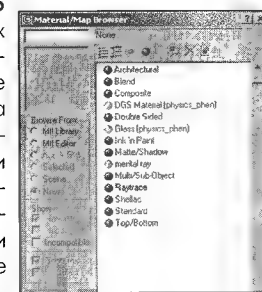 Material/Map Browser
None
Architectural
Blend
Composite
DGS Material (physics_phen)
Double Sided
Glass (physics_phen)
Ink 'n Paint
Matte/Shadow
mental ray
Multi/Sub-Object
Raytrace
Shellac
Standard
Top/Bottom
Browse From:
Mtl Library
Mtl Editor
Selected
Scene
New
Show
Incompatible